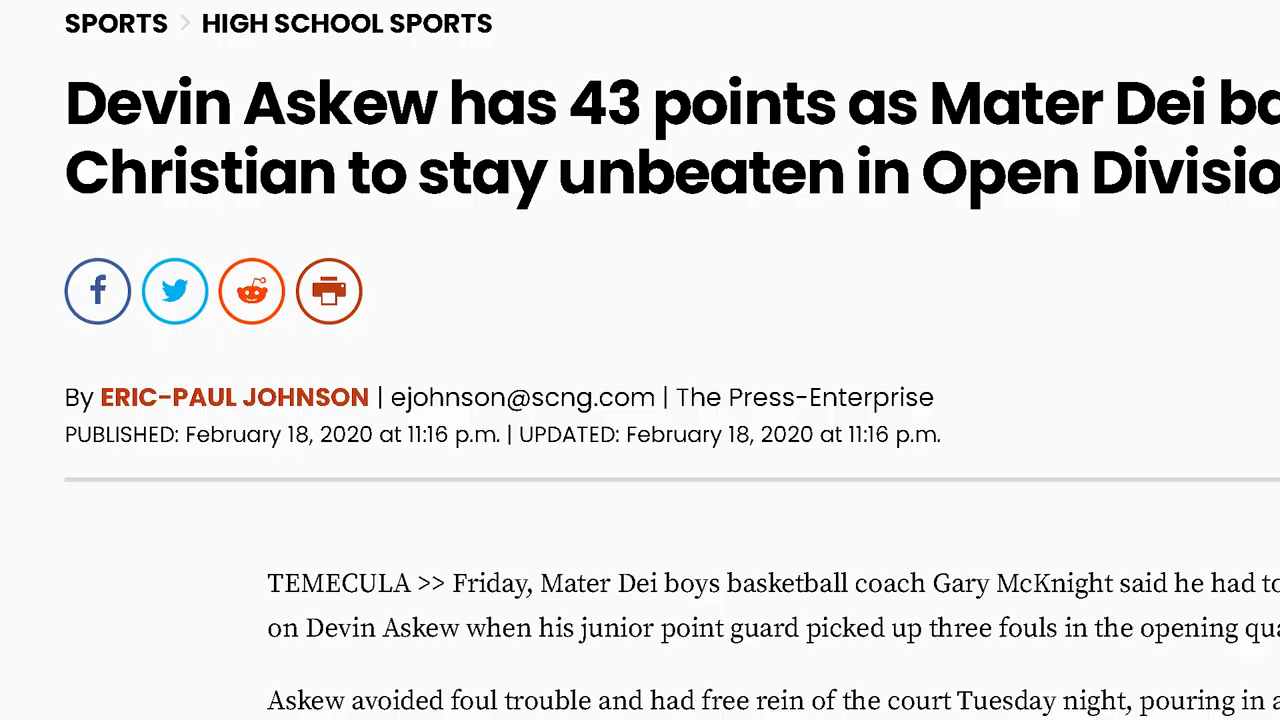 SPORTS > HIGH SCHOOL SPORTS
Devin Askew has 43 points as Mater Dei
Christian to stay unbeaten in Open
By ERIC-PAUL JOHNSON | ejohnson@scng.com | The Press-Enterprise
PUBLISHED: February 18, 2020 at 11:16 p.m. | UPDATED: February 18, 2020 at 11:16 p.m.
TEMECULA >> Friday, Mater Dei boys basketball coach Gary McKnight said he had
on Devin Askew when his junior point guard picked up three fouls in the opening
Askew avoided foul trouble and had free rein of the court Tuesday night, pouring in